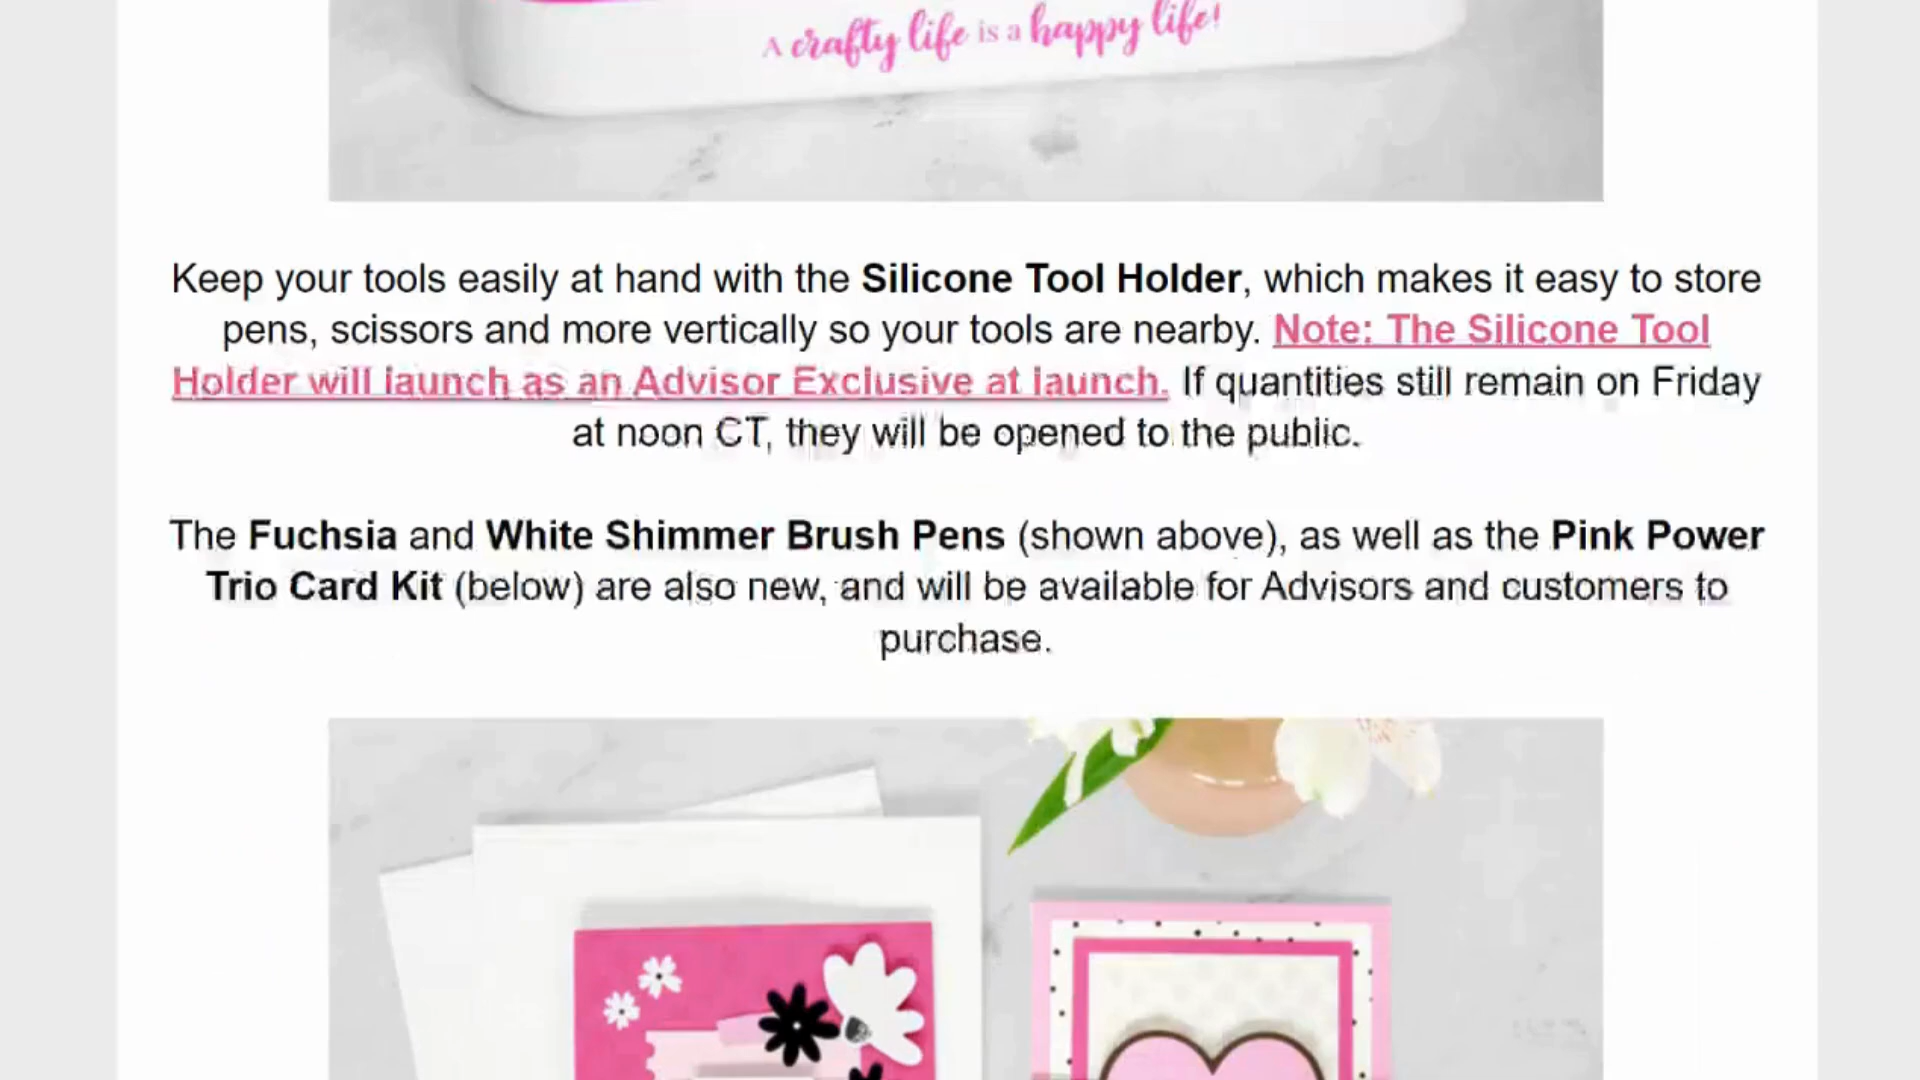 A crafty life is a happy life!
Keep your tools easily at hand with the Silicone Tool Holder, which makes it easy to store
pens, scissors and more vertically so your tools are nearby. Note: The Silicone Tool
Holder will launch as an Advisor Exclusive at launch. If quantities still remain on Friday
at noon CT, they will be opened to the public.
The Fuchsia and White Shimmer Brush Pens (shown above), as well as the Pink Power
Trio Card Kit (below) are also new, and will be available for Advisors and customers to
purchase.